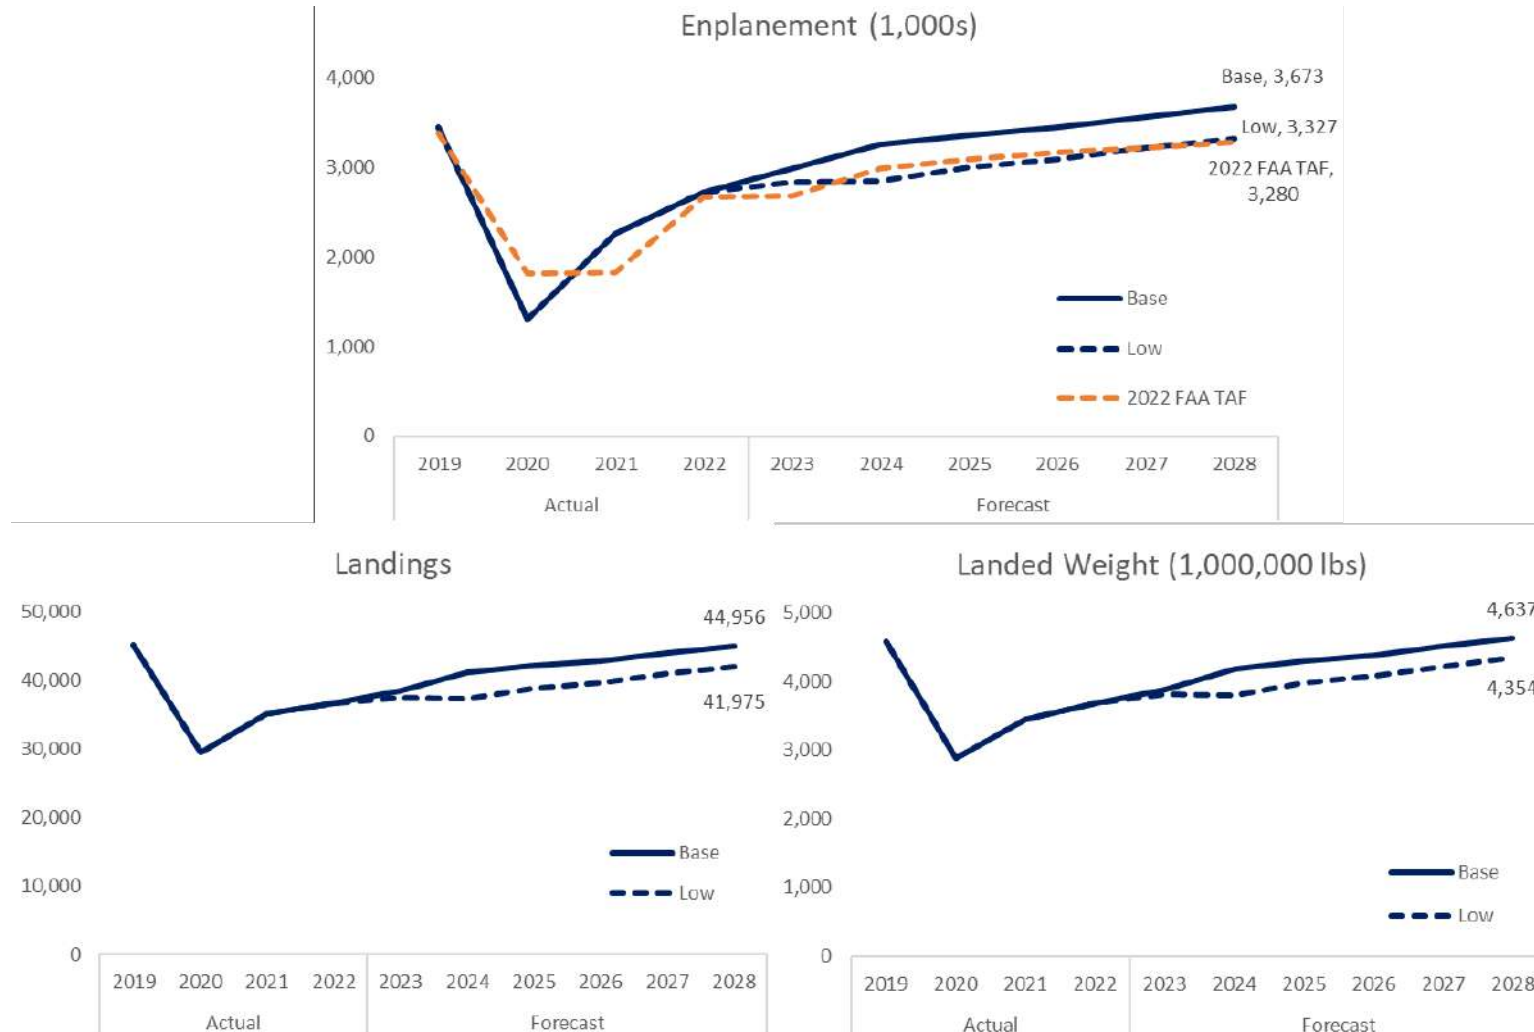 Enplanement (1,000s)
4,000
Base, 3,673
Low, 3,327
3,000
2022 FAA TAF,
3,280
2,000
Base
1,000
Low
2022 FAA TAF
0
2019 2020 2021 2022 2023 2024 2025 2026 2027 2028
Actual Forecast
Landings
50,000
44,956
40,000
41,975
30,000
20,000
Base
10,000
Low
0
2019 2020 2021 2022 2023 2024 2025 2026 2027 2028
Actual Forecast
Landed Weight (1,000,000 lbs)
5,000
4,637
4,000
4,354
3,000
2,000
1,000
Base
Low
0
2019 2020 2021 2022 2023 2024 2025 2026 2027 2028
Actual Forecast